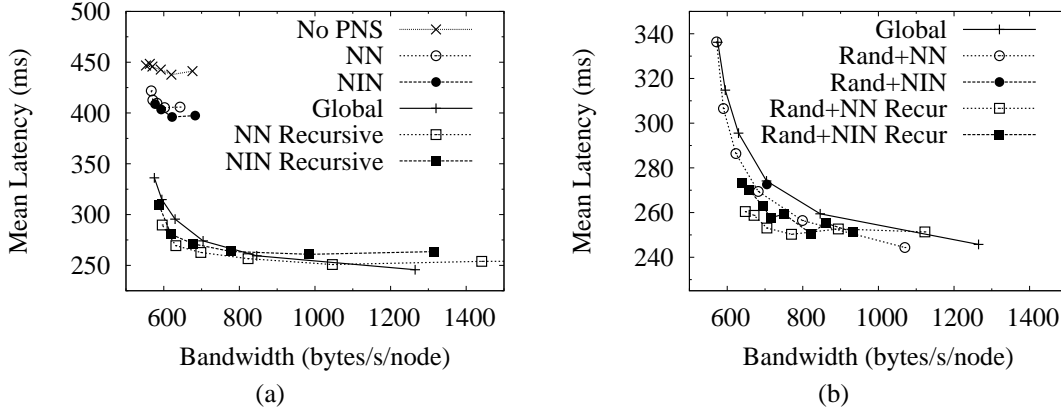 500
450
400
350
300
250
600 800 1000 1200 1400
Mean Latency (ms)
Bandwidth (bytes/s/node)
No PNS
NN
NIN
Global
NN Recursive
NIN Recursive
(a)
340
320
300
280
260
240
600 800 1000 1200 1400
Mean Latency (ms)
Bandwidth (bytes/s/node)
Global
Rand+NN
Rand+NIN
Rand+NN Recur
Rand+NIN Recur
(b)